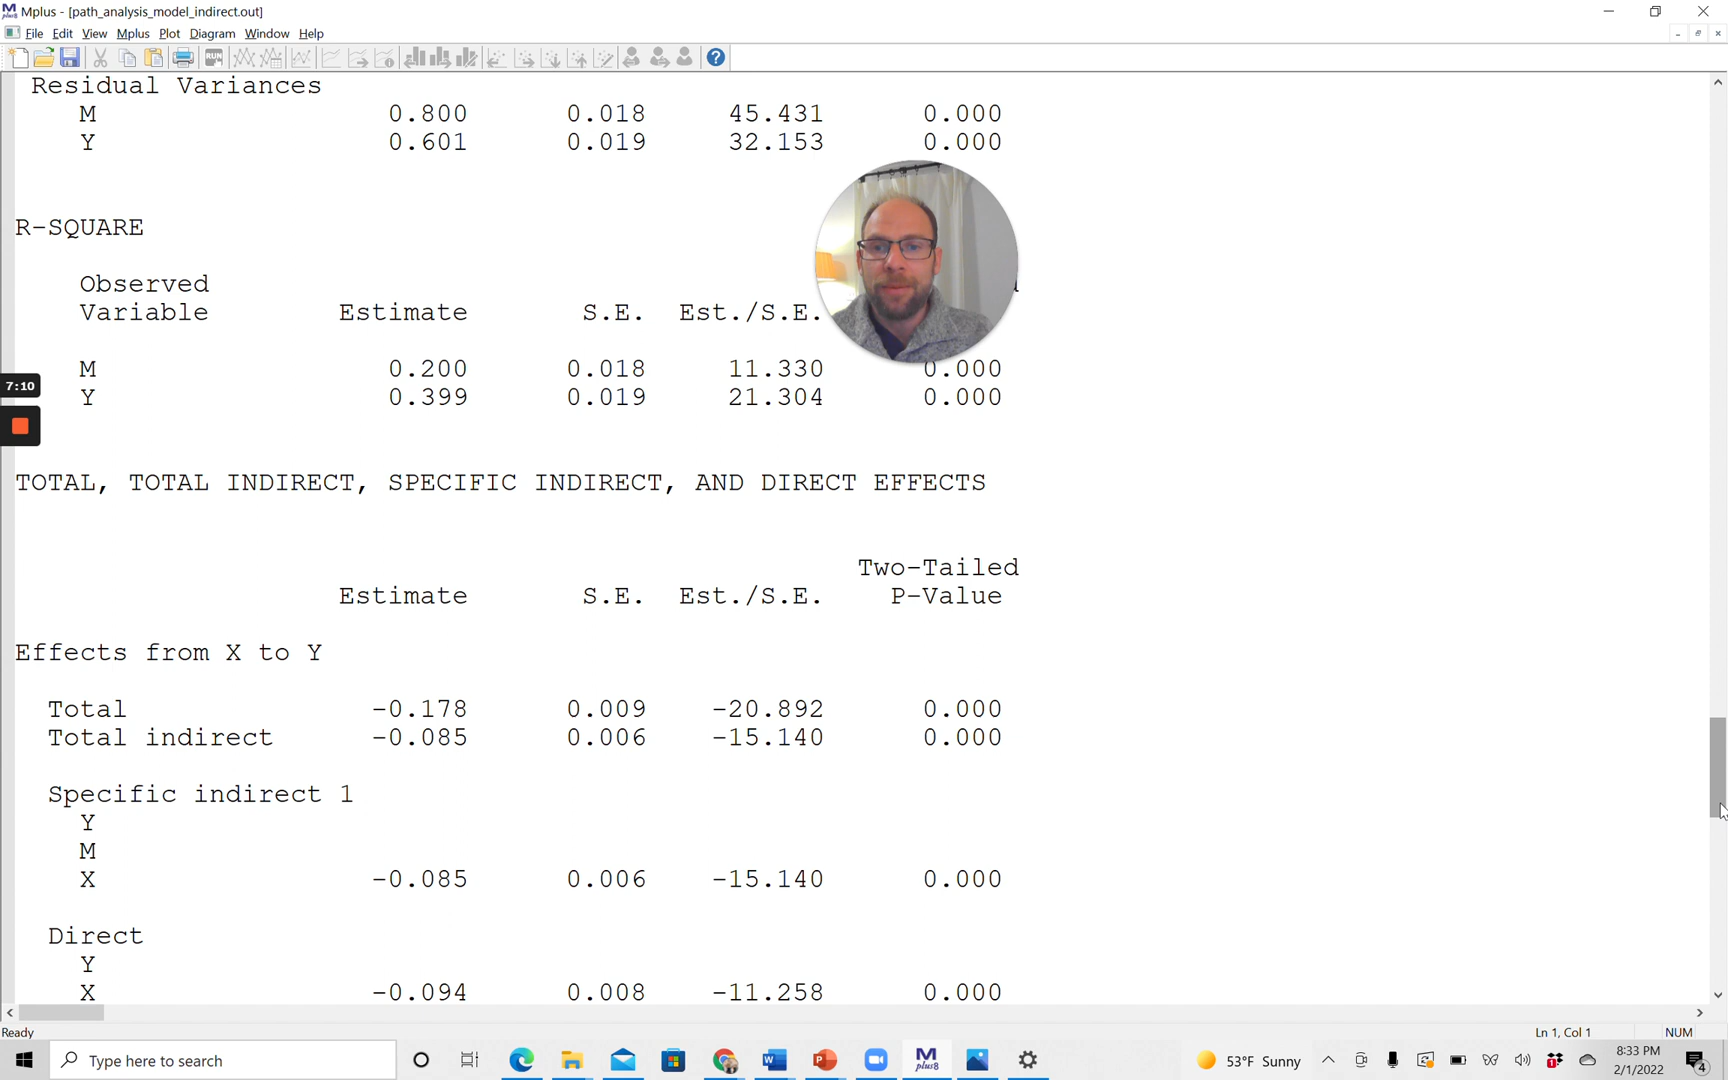 Mplus - [path_analysis_model_indirect.out]
File Edit View Mplus Plot Diagram Window Help
Residual Variances
M 0.800 0.018 45.431 0.000
Y 0.601 0.019 32.153 0.000
R-SQUARE
Observed
Variable Estimate S.E. Est./S.E.
M 0.200 0.018 11.330 0.000
Y 0.399 0.019 21.304 0.000
7:10
TOTAL, TOTAL INDIRECT, SPECIFIC INDIRECT, AND DIRECT EFFECTS
Two-Tailed
Estimate S.E. Est./S.E. P-Value
Effects from X to Y
Total -0.178 0.009 -20.892 0.000
Total indirect -0.085 0.006 -15.140 0.000
Specific indirect 1
Y
M
X -0.085 0.006 -15.140 0.000
Direct
Y
X -0.094 0.008 -11.258 0.000
Ready Ln 1, Col 1 NUM
Type here to search 53°F Sunny 8:33 PM
2/1/2022